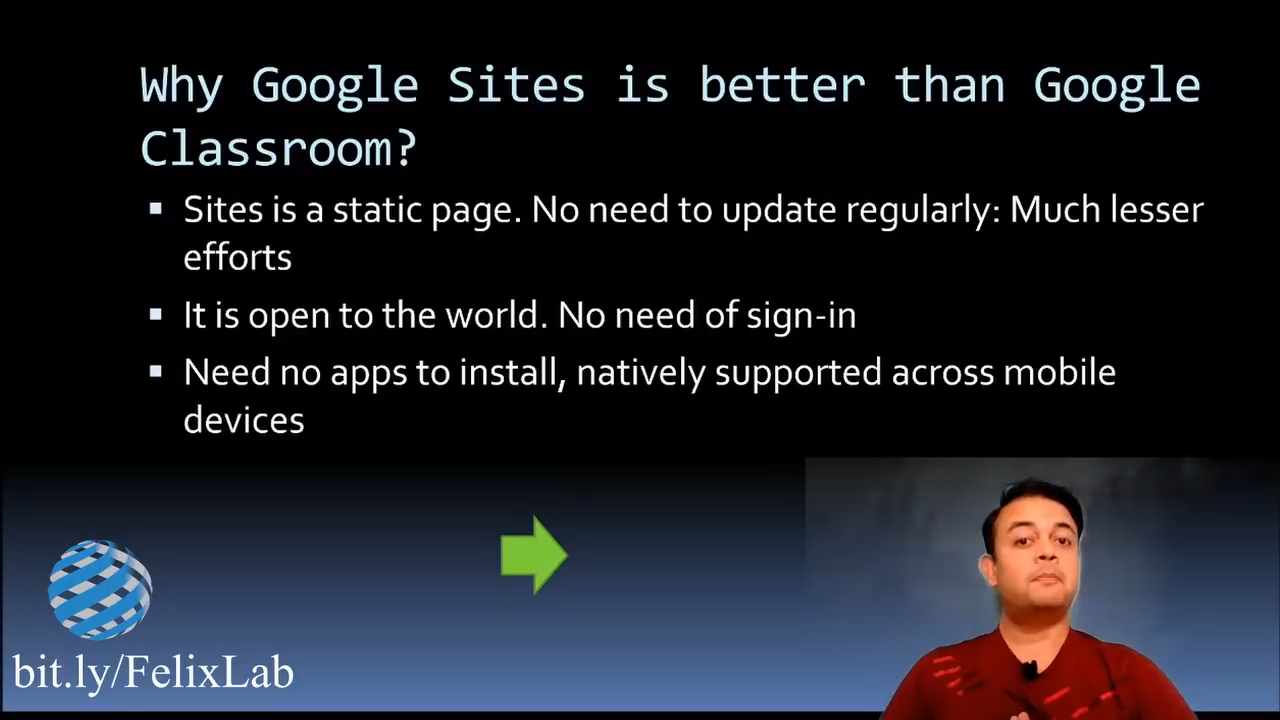 Why Google Sites is better than Google
Classroom?
▪ Sites is a static page. No need to update regularly: Much lesser
efforts
▪ It is open to the world. No need of sign-in
▪ Need no apps to install, natively supported across mobile
devices
bit.ly/FelixLab